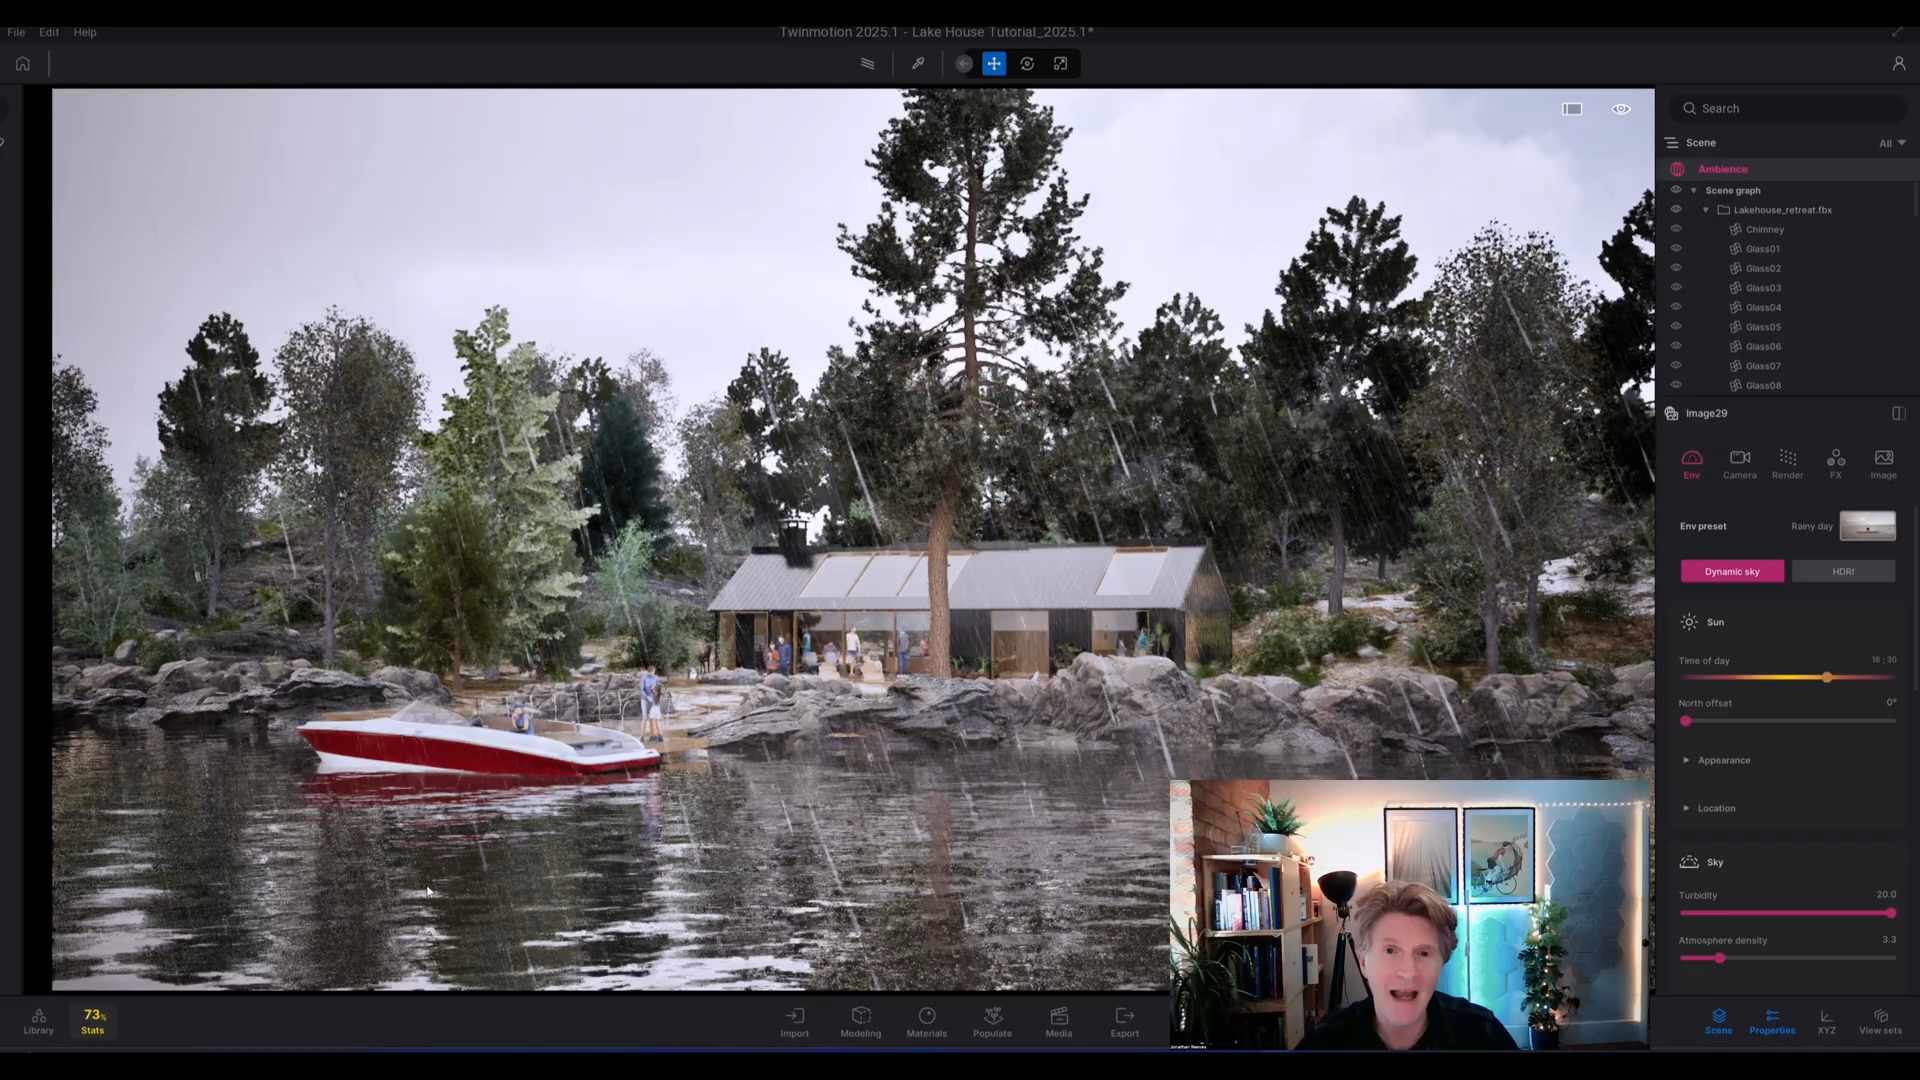 File Edit Help
Twinmotion 2025.1 - Lake House Tutorial_2025.1*
Search
Scene
All
Ambience
Scene graph
Lakehouse_retreat.fbx
Chimney
Glass01
Glass02
Glass03
Glass04
Glass05
Glass06
Glass07
Glass08
Image29
Env Camera Render FX Image
Env preset Rainy day
Dynamic sky HDRI
Sun
Time of day 16 : 30
North offset 0°
Appearance
Location
Sky
Turbidity 20.0
Atmosphere density 3.3
Library
73%
Stats
Import Modeling Materials Populate Media Export
Jonathan Reeves
Scene Properties XYZ View sets